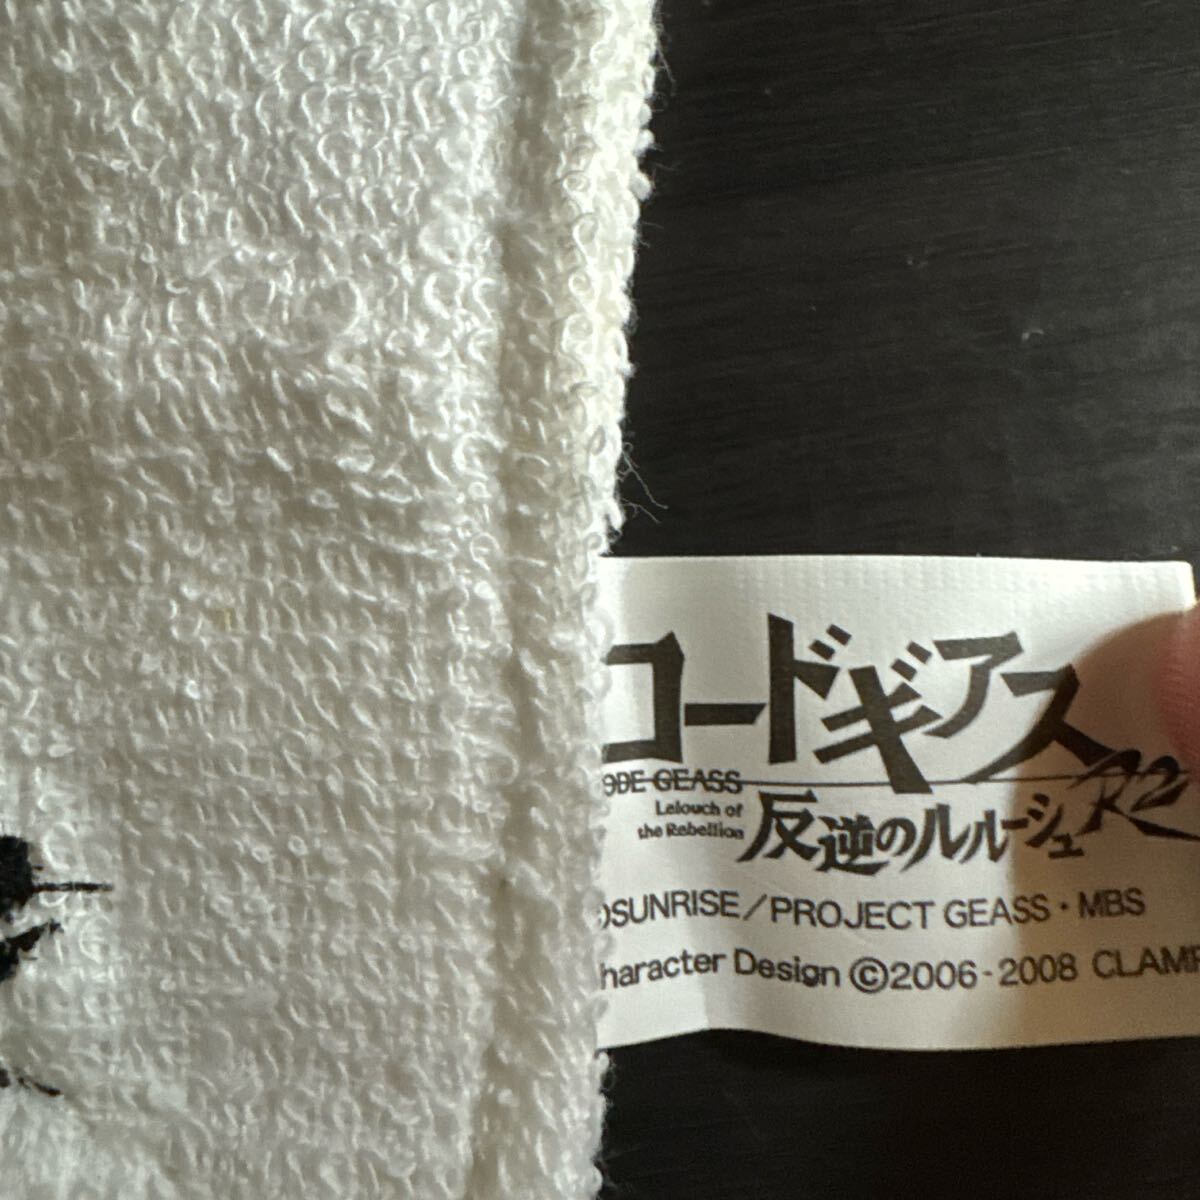 コードギアス
ODE GEASS
Lelouch of
the Rebellion
反逆のルルーシュ R2
SUNRISE/PROJECT GEASS・MBS
haracter Design ©2006-2008 CLAMP